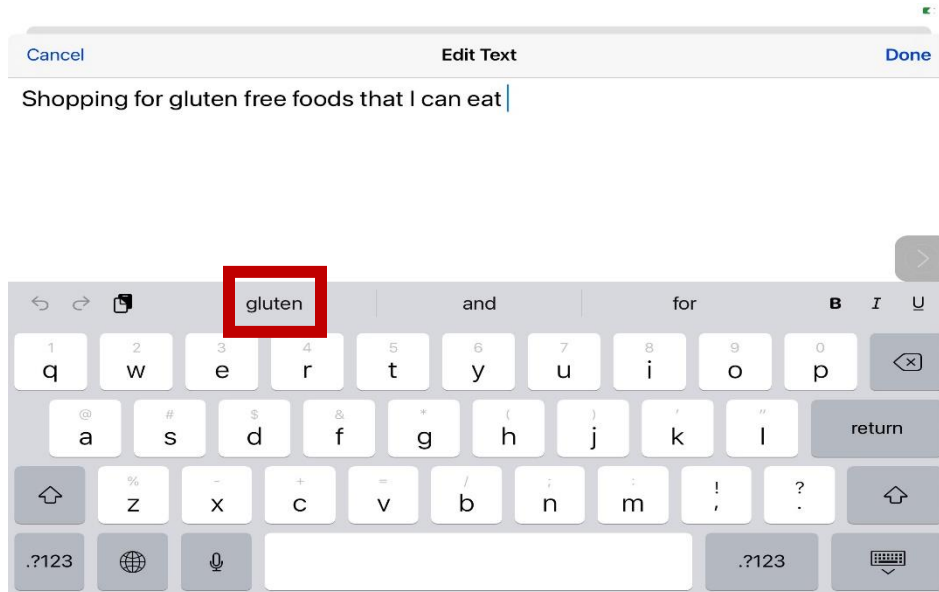 Cancel Edit Text Done
Shopping for gluten free foods that I can eat
gluten and for B I U
1 2 3 4 5 6 7 8 9 0
q w e r t y u i o p
@ # $ & * ( ) ' "
a s d f g h j k l return
% - + = / ; : ! ?
z x c v b n m , .
.?123 .?123